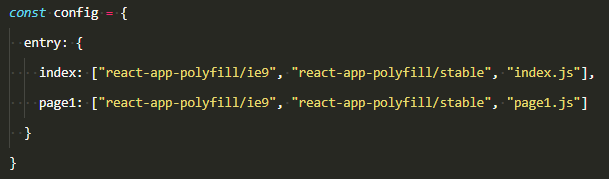 const config = {
  entry: {
    index: ["react-app-polyfill/ie9", "react-app-polyfill/stable", "index.js"],
    page1: ["react-app-polyfill/ie9", "react-app-polyfill/stable", "page1.js"]
  }
}